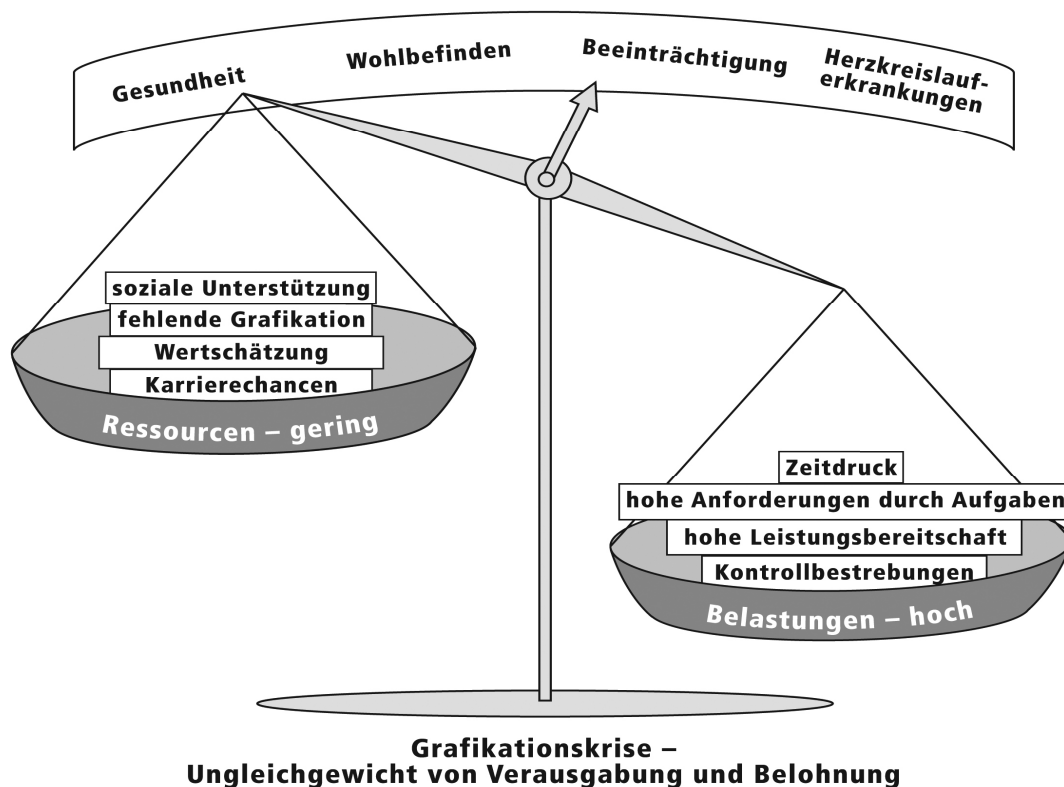 Gesundheit
Wohlbefinden
Beeinträchtigung
Herzkreislauf-
erkrankungen
soziale Unterstützung
fehlende Grafikation
Wertschätzung
Karrierechancen
Ressourcen – gering
Zeitdruck
hohe Anforderungen durch Aufgaben
hohe Leistungsbereitschaft
Kontrollbestrebungen
Belastungen – hoch
Grafikationskrise –
Ungleichgewicht von Verausgabung und Belohnung